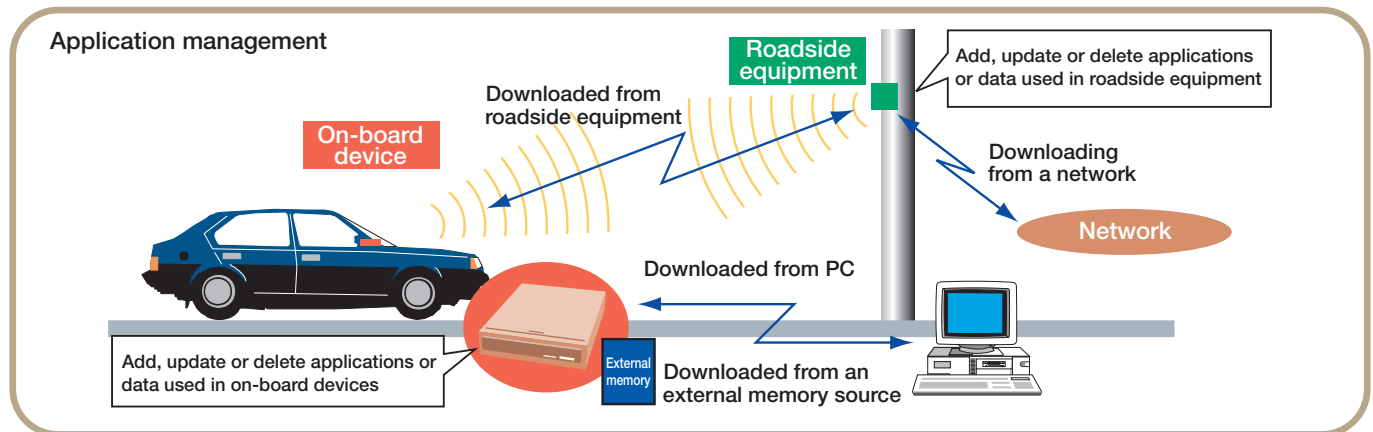 Application management
Roadside
equipment
Add, update or delete applications
or data used in roadside equipment
Downloaded from
roadside equipment
On-board
device
Downloading
from a network
Network
Downloaded from PC
Add, update or delete applications or
data used in on-board devices
External
memory
Downloaded from an
external memory source